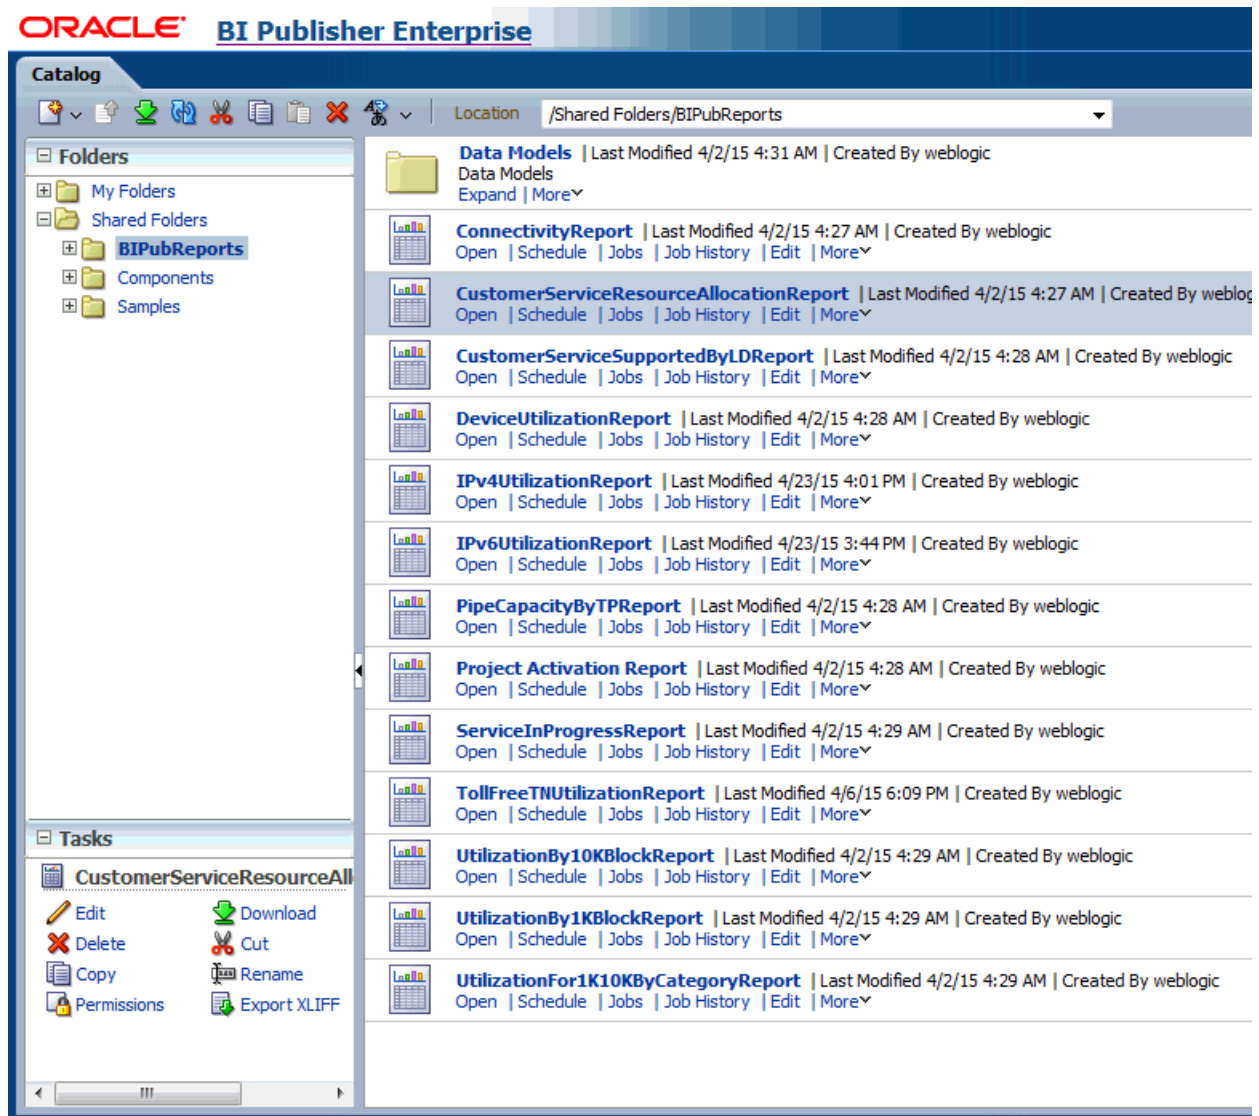 ORACLE BI Publisher Enterprise
Catalog
Location /Shared Folders/BIPubReports
Folders
My Folders
Shared Folders
BIPubReports
Components
Samples
Data Models | Last Modified 4/2/15 4:31 AM | Created By weblogic
Data Models
Expand | More
ConnectivityReport | Last Modified 4/2/15 4:27 AM | Created By weblogic
Open | Schedule | Jobs | Job History | Edit | More
CustomerServiceResourceAllocationReport | Last Modified 4/2/15 4:27 AM | Created By weblog
Open | Schedule | Jobs | Job History | Edit | More
CustomerServiceSupportedByLDReport | Last Modified 4/2/15 4:28 AM | Created By weblogic
Open | Schedule | Jobs | Job History | Edit | More
DeviceUtilizationReport | Last Modified 4/2/15 4:28 AM | Created By weblogic
Open | Schedule | Jobs | Job History | Edit | More
IPv4UtilizationReport | Last Modified 4/23/15 4:01 PM | Created By weblogic
Open | Schedule | Jobs | Job History | Edit | More
IPv6UtilizationReport | Last Modified 4/23/15 3:44 PM | Created By weblogic
Open | Schedule | Jobs | Job History | Edit | More
PipeCapacityByTPReport | Last Modified 4/2/15 4:28 AM | Created By weblogic
Open | Schedule | Jobs | Job History | Edit | More
Project Activation Report | Last Modified 4/2/15 4:28 AM | Created By weblogic
Open | Schedule | Jobs | Job History | Edit | More
ServiceInProgressReport | Last Modified 4/2/15 4:29 AM | Created By weblogic
Open | Schedule | Jobs | Job History | Edit | More
TollFreeTNUtilizationReport | Last Modified 4/6/15 6:09 PM | Created By weblogic
Open | Schedule | Jobs | Job History | Edit | More
UtilizationBy10KBlockReport | Last Modified 4/2/15 4:29 AM | Created By weblogic
Open | Schedule | Jobs | Job History | Edit | More
UtilizationBy1KBlockReport | Last Modified 4/2/15 4:29 AM | Created By weblogic
Open | Schedule | Jobs | Job History | Edit | More
UtilizationFor1K10KByCategoryReport | Last Modified 4/2/15 4:29 AM | Created By weblogic
Open | Schedule | Jobs | Job History | Edit | More
Tasks
CustomerServiceResourceAll
Edit Download
Delete Cut
Copy Rename
Permissions Export XLIFF